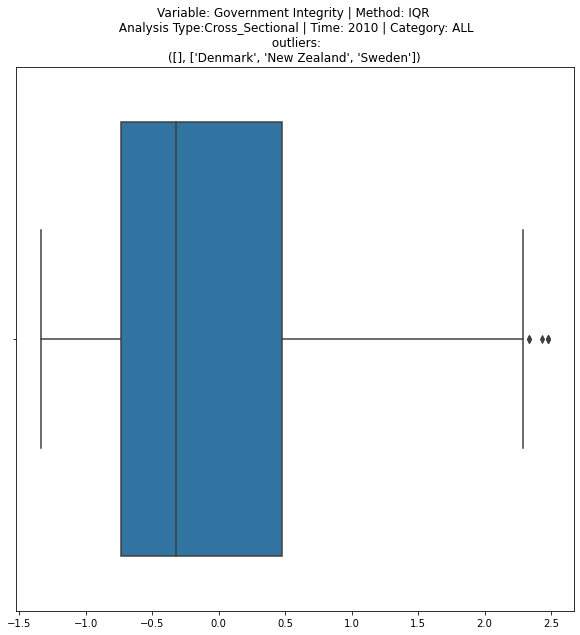 Variable: Government Integrity | Method: IQR
Analysis Type:Cross_Sectional | Time: 2010 | Category: ALL
outliers:
([], ['Denmark', 'New Zealand', 'Sweden'])
−1.5 −1.0 −0.5 0.0 0.5 1.0 1.5 2.0 2.5